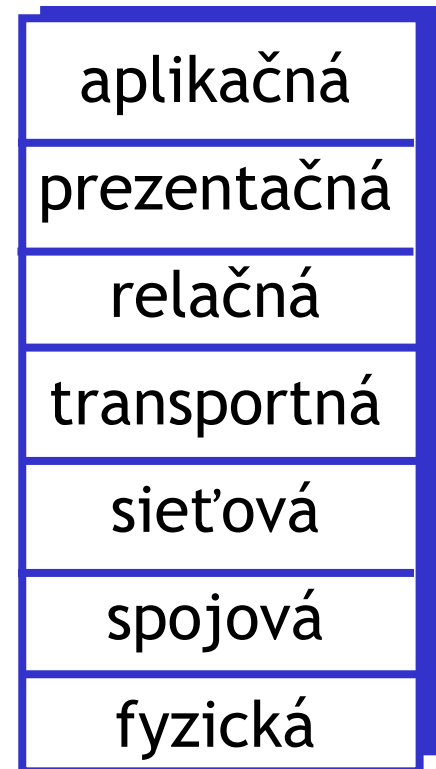 aplikačná
prezentačná
relačná
transportná
sieťová
spojová
fyzická